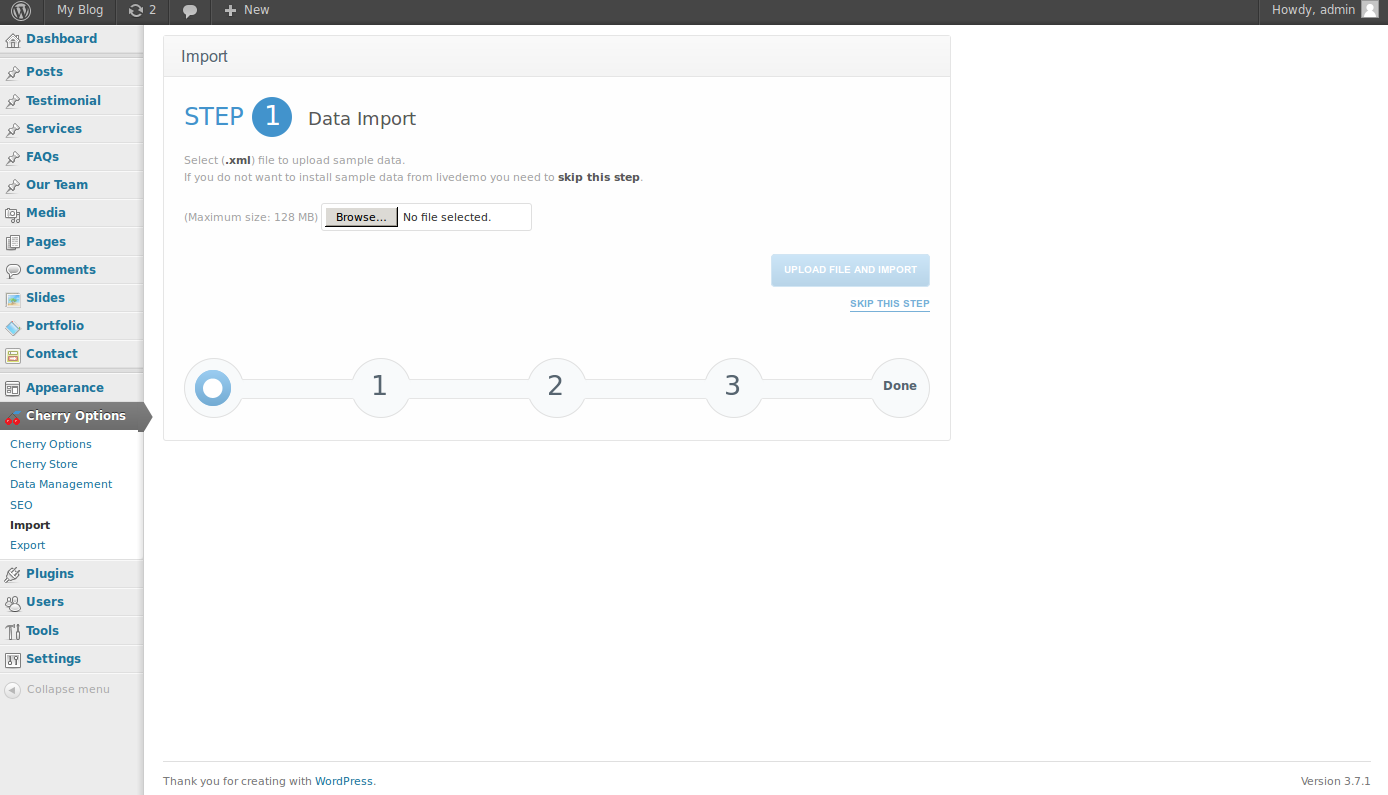 My Blog 2 New Howdy, admin
Dashboard
Posts
Testimonial
Services
FAQs
Our Team
Media
Pages
Comments
Slides
Portfolio
Contact
Appearance
Cherry Options
Cherry Options
Cherry Store
Data Management
SEO
Import
Export
Plugins
Users
Tools
Settings
Collapse menu
Import
STEP 1 Data Import
Select (.xml) file to upload sample data.
If you do not want to install sample data from livedemo you need to skip this step.
(Maximum size: 128 MB) Browse... No file selected.
UPLOAD FILE AND IMPORT
SKIP THIS STEP
1 2 3 Done
Thank you for creating with WordPress. Version 3.7.1